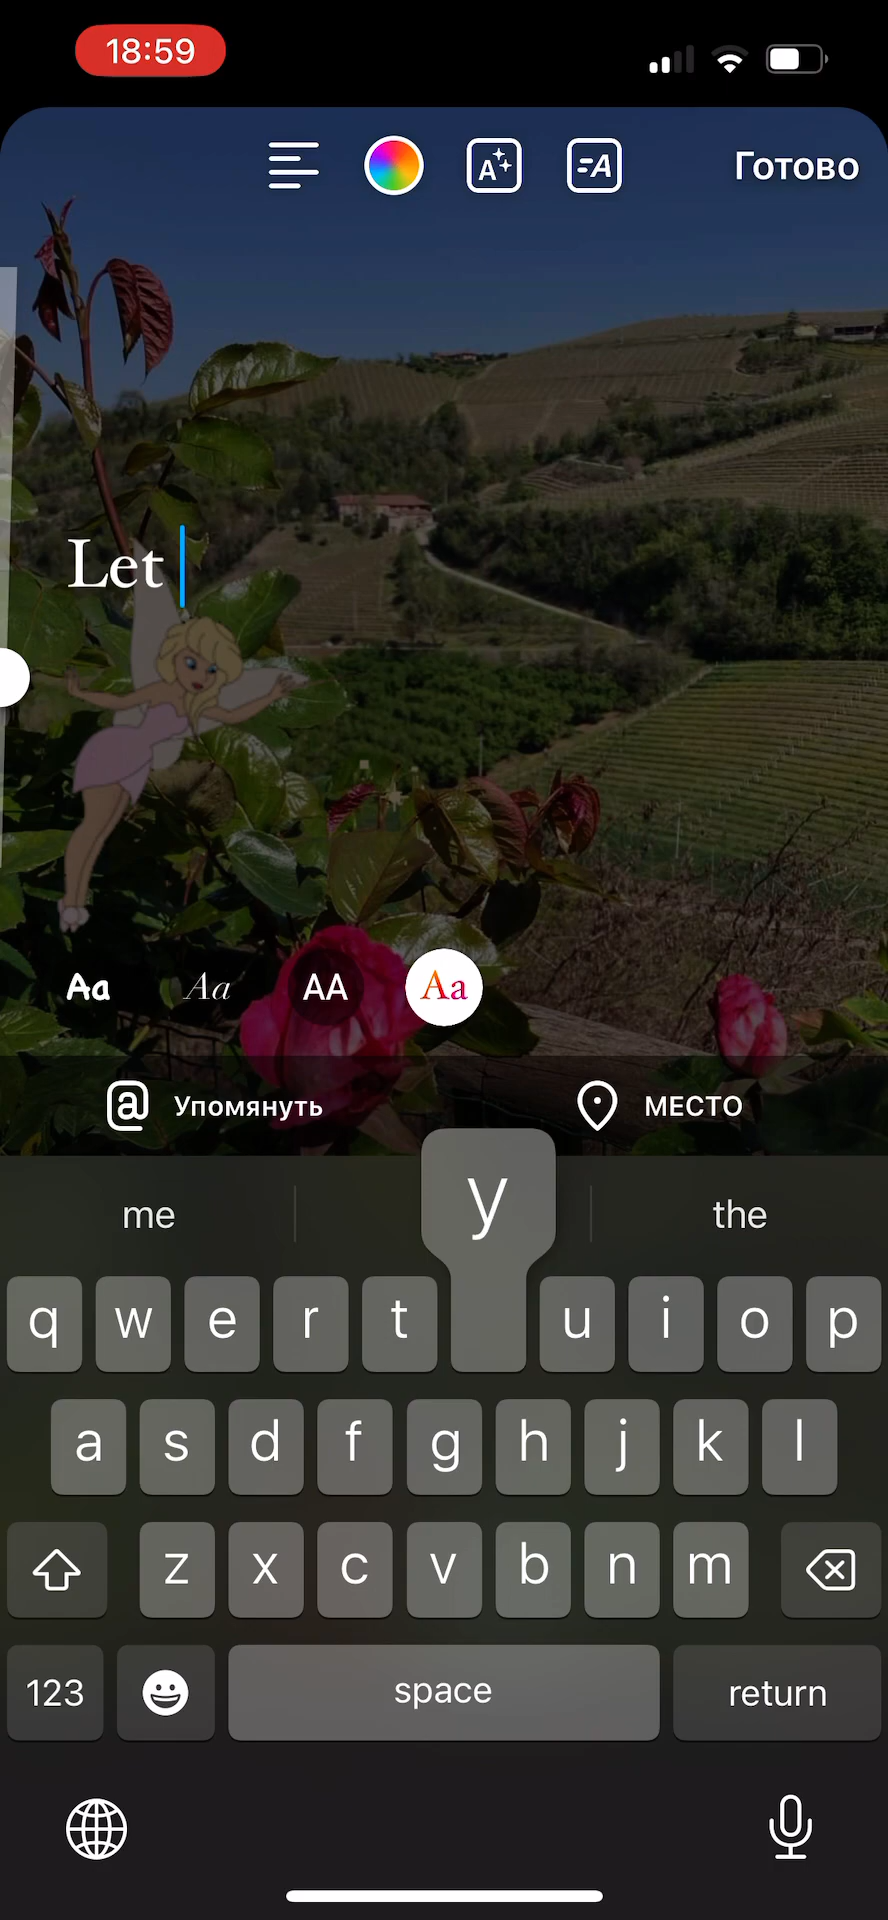 18:59
Готово
Let
Aa Aa AA Aa
Упомянуть МЕСТО
me the
y
q w e r t u i o p
a s d f g h j k l
z x c v b n m
123 space return